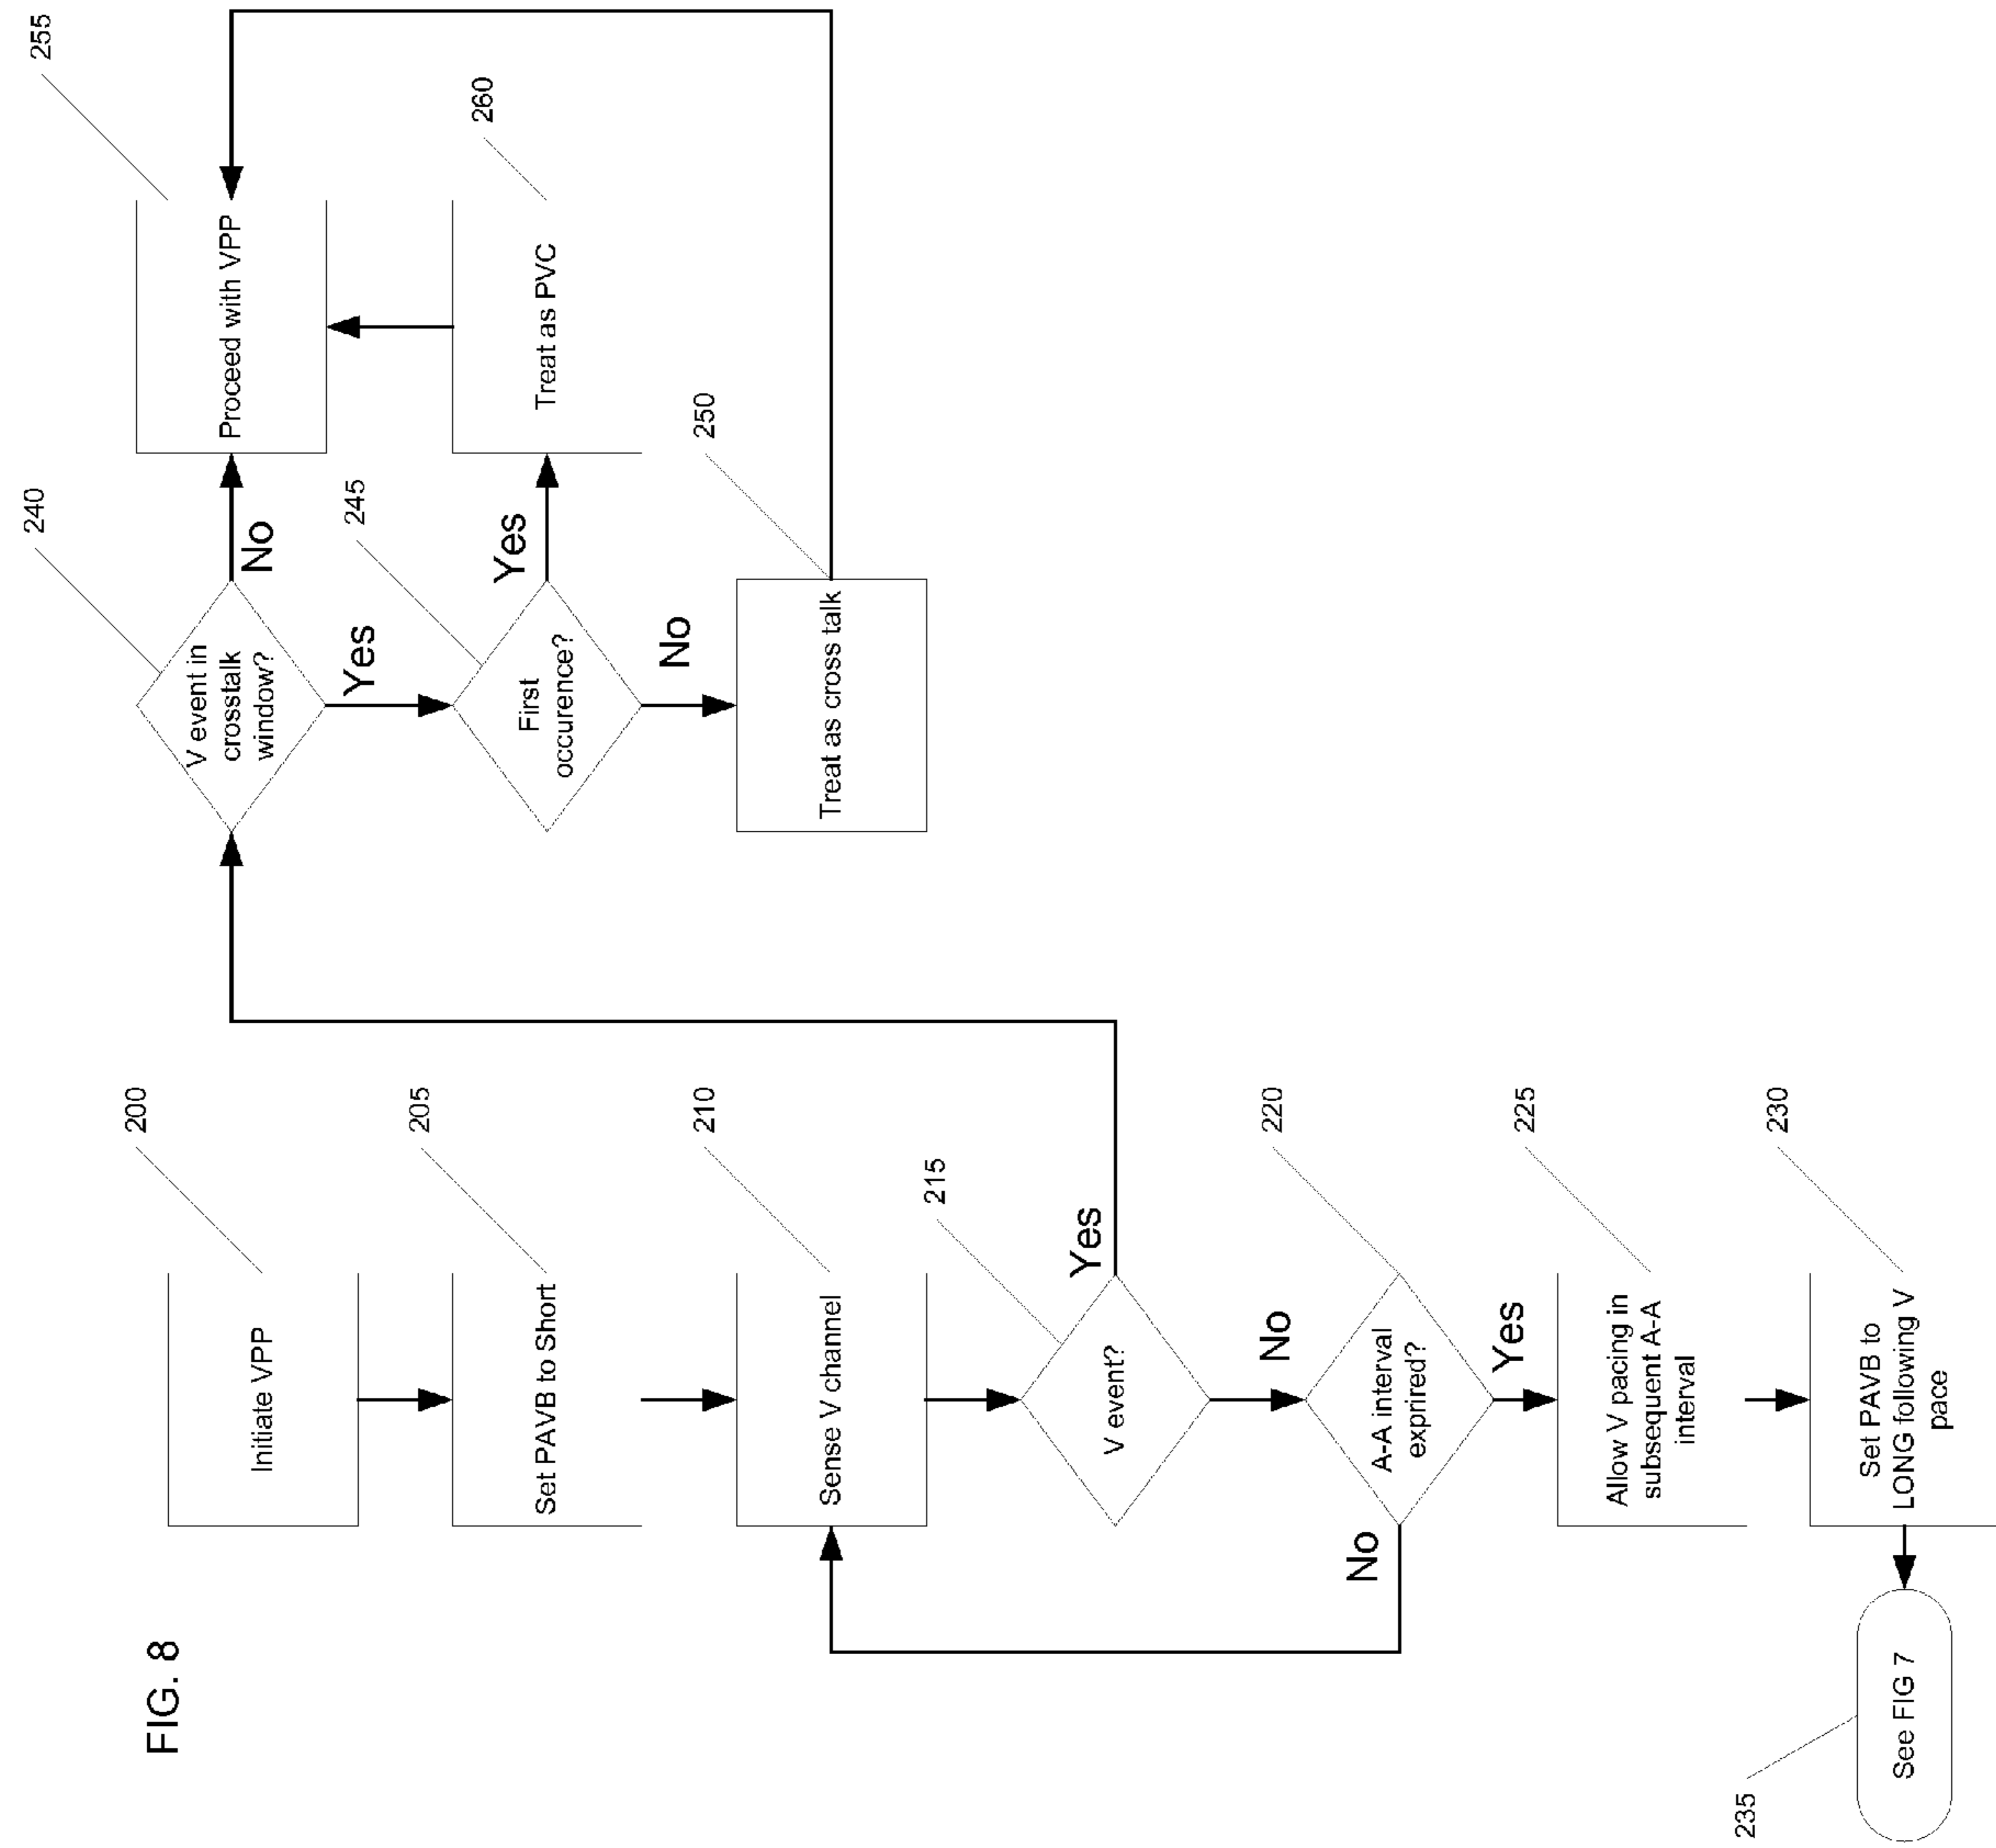 FIG. 8
200
Initiate VPP
205
Set PAVB to Short
210
Sense V channel
215
V event?
Yes
No
220
A-A interval
exprired?
No
Yes
225
Allow V pacing in
subsequent A-A
interval
230
Set PAVB to
LONG following V
pace
235
See FIG 7
240
V event in
crosstalk
window?
No
Yes
245
First
occurence?
Yes
No
250
Treat as cross talk
255
Proceed with VPP
260
Treat as PVC